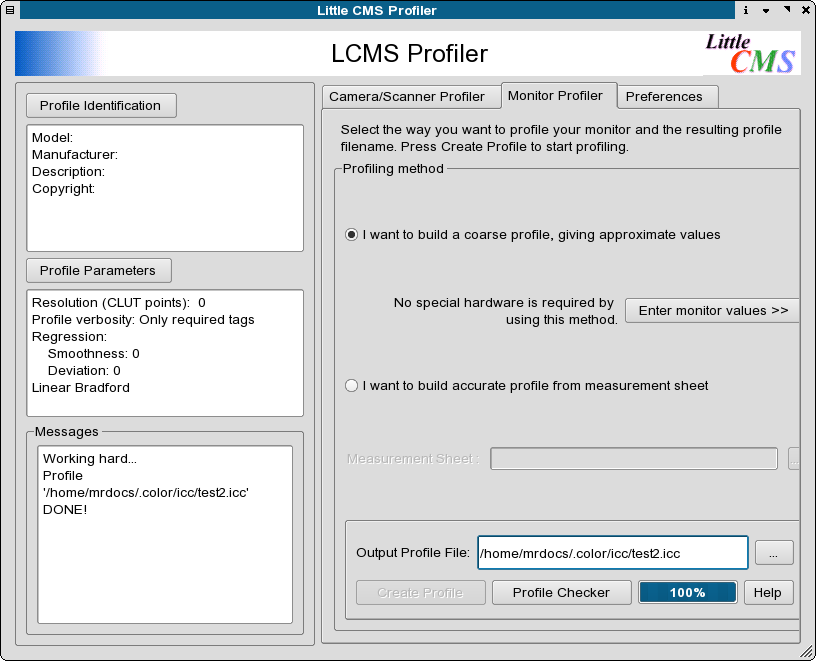 Little CMS Profiler
LCMS Profiler
Little
CMS
Profile Identification
Model:
Manufacturer:
Description:
Copyright:
Profile Parameters
Resolution (CLUT points):  0
Profile verbosity: Only required tags
Regression:
Smoothness: 0
Deviation: 0
Linear Bradford
Messages
Working hard...
Profile
'/home/mrdocs/.color/icc/test2.icc'
DONE!
Camera/Scanner Profiler
Monitor Profiler
Preferences
Select the way you want to profile your monitor and the resulting profile
filename. Press Create Profile to start profiling.
Profiling method
I want to build a coarse profile, giving approximate values
No special hardware is required by
using this method.
Enter monitor values >>
I want to build accurate profile from measurement sheet
Measurement Sheet :
...
Output Profile File:
/home/mrdocs/.color/icc/test2.icc
...
Create Profile
Profile Checker
100%
Help